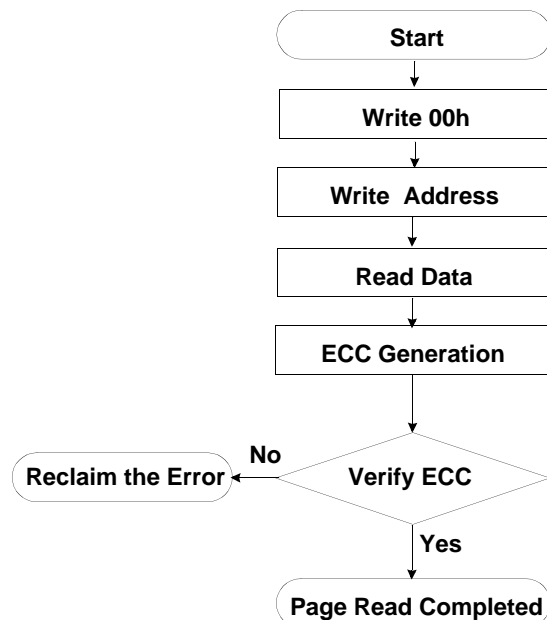 Start
Write 00h
Write Address
Read Data
ECC Generation
No
Reclaim the Error
Verify ECC
Yes
Page Read Completed